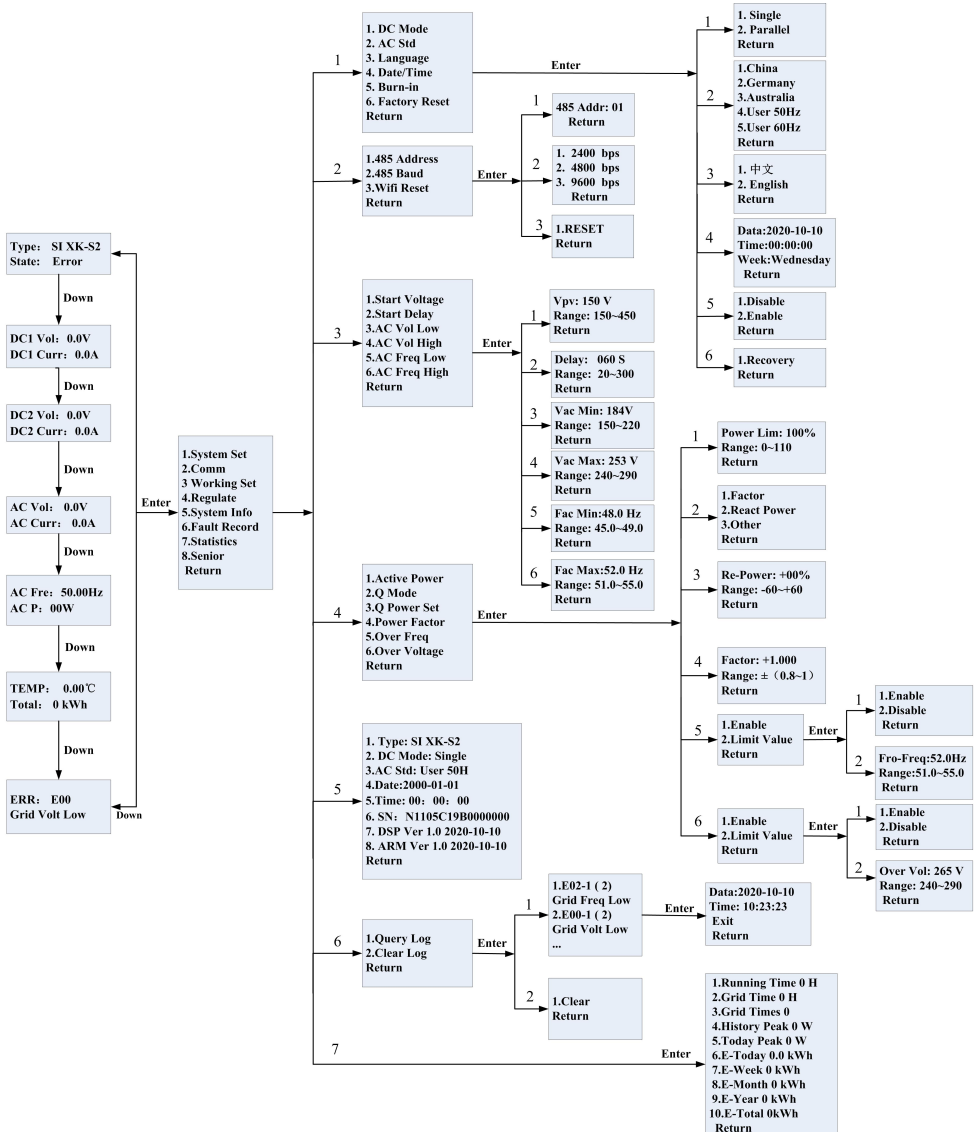 Type: SI XK-S2
State: Error
Down
DC1 Vol: 0.0V
DC1 Curr: 0.0A
Down
DC2 Vol: 0.0V
DC2 Curr: 0.0A
Down
AC Vol: 0.0V
AC Curr: 0.0A
Down
AC Fre: 50.00Hz
AC P: 00W
Down
TEMP: 0.00℃
Total: 0 kWh
Down
ERR: E00
Grid Volt Low
Down
Enter
1.System Set
2.Comm
3 Working Set
4.Regulate
5.System Info
6.Fault Record
7.Statistics
8.Senior
Return
1
1. DC Mode
2. AC Std
3. Language
4. Date/Time
5. Burn-in
6. Factory Reset
Return
Enter
1
1. Single
2. Parallel
Return
2
1.China
2.Germany
3.Australia
4.User 50Hz
5.User 60Hz
Return
3
1. 中文
2. English
Return
4
Data:2020-10-10
Time:00:00:00
Week:Wednesday
Return
5
1.Disable
2.Enable
Return
6
1.Recovery
Return
2
1.485 Address
2.485 Baud
3.Wifi Reset
Return
Enter
1
485 Addr: 01
Return
2
1. 2400 bps
2. 4800 bps
3. 9600 bps
Return
3
1.RESET
Return
3
1.Start Voltage
2.Start Delay
3.AC Vol Low
4.AC Vol High
5.AC Freq Low
6.AC Freq High
Return
Enter
1
Vpv: 150 V
Range: 150~450
Return
2
Delay: 060 S
Range: 20~300
Return
3
Vac Min: 184V
Range: 150~220
Return
4
Vac Max: 253 V
Range: 240~290
Return
5
Fac Min:48.0 Hz
Range: 45.0~49.0
Return
6
Fac Max:52.0 Hz
Range: 51.0~55.0
Return
4
1.Active Power
2.Q Mode
3.Q Power Set
4.Power Factor
5.Over Freq
6.Over Voltage
Return
Enter
1
Power Lim: 100%
Range: 0~110
Return
2
1.Factor
2.React Power
3.Other
Return
3
Re-Power: +00%
Range: -60~+60
Return
4
Factor: +1.000
Range: ±（0.8~1）
Return
5
1.Enable
2.Limit Value
Return
Enter
1
1.Enable
2.Disable
Return
2
Fro-Freq:52.0Hz
Range:51.0~55.0
Return
6
1.Enable
2.Limit Value
Return
Enter
1
1.Enable
2.Disable
Return
2
Over Vol: 265 V
Range: 240~290
Return
5
1. Type: SI XK-S2
2. DC Mode: Single
3.AC Std: User 50H
4.Date:2000-01-01
5.Time: 00: 00: 00
6. SN: N1105C19B0000000
7. DSP Ver 1.0 2020-10-10
8. ARM Ver 1.0 2020-10-10
Return
6
1.Query Log
2.Clear Log
Return
Enter
1
1.E02-1 ( 2)
Grid Freq Low
2.E00-1 ( 2)
Grid Volt Low
...
Enter
Data:2020-10-10
Time: 10:23:23
Exit
Return
2
1.Clear
Return
7
Enter
1.Running Time 0 H
2.Grid Time 0 H
3.Grid Times 0
4.History Peak 0 W
5.Today Peak 0 W
6.E-Today 0.0 kWh
7.E-Week 0 kWh
8.E-Month 0 kWh
9.E-Year 0 kWh
10.E-Total 0kWh
Return